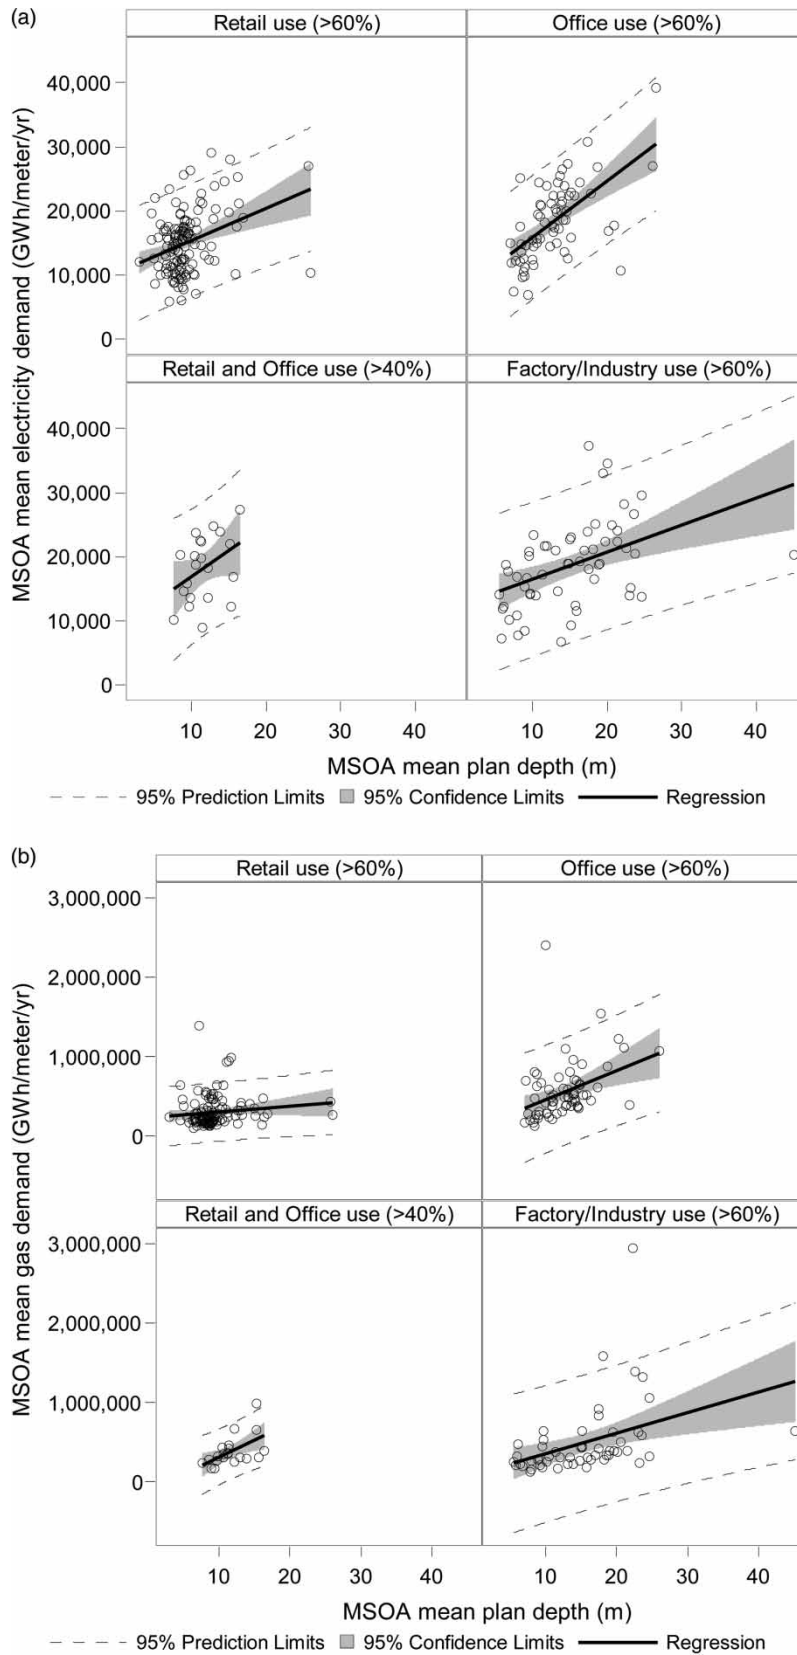 (a)
Retail use (>60%) Office use (>60%)
MSOA mean electricity demand (GWh/meter/yr)
40,000
30,000
20,000
10,000
0
Retail and Office use (>40%) Factory/Industry use (>60%)
40,000
30,000
20,000
10,000
0
10 20 30 40 10 20 30 40
MSOA mean plan depth (m)
95% Prediction Limits 95% Confidence Limits Regression
(b)
Retail use (>60%) Office use (>60%)
MSOA mean gas demand (GWh/meter/yr)
3,000,000
2,000,000
1,000,000
0
Retail and Office use (>40%) Factory/Industry use (>60%)
3,000,000
2,000,000
1,000,000
0
10 20 30 40 10 20 30 40
MSOA mean plan depth (m)
95% Prediction Limits 95% Confidence Limits Regression